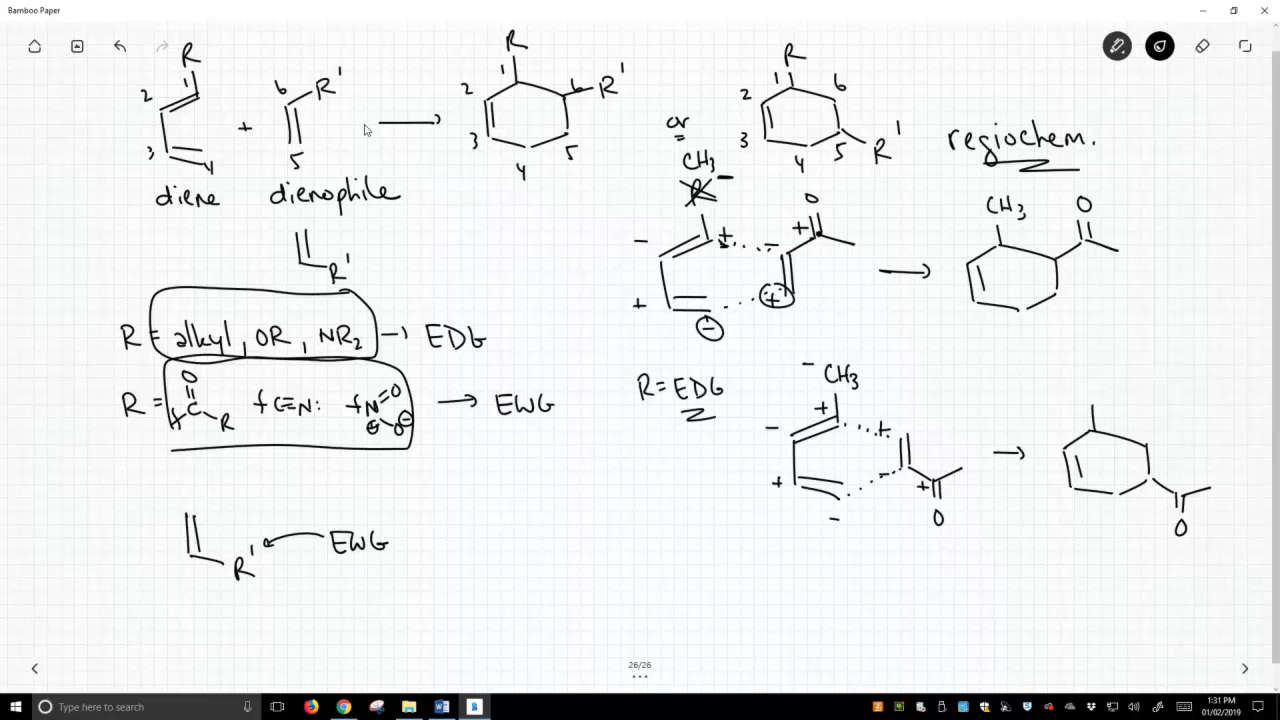 Bamboo Paper
R
1
2
3
4
diene
+
6
R'
5
dienophile
R
1
2
3
4
5
6
R'
or
R
1
2
3
4
5
6
R'
regiochem.
R'
R = alkyl, OR, NR2 → EDG
R = O C R C≡N: N O O → EWG
R'
EWG
CH3
R
−
− + − + O
+ − +
CH3
O
R = EDG
− CH3
+
− +
+ − +
− O
O
26/26
Type here to search
1:31 PM
01/02/2019